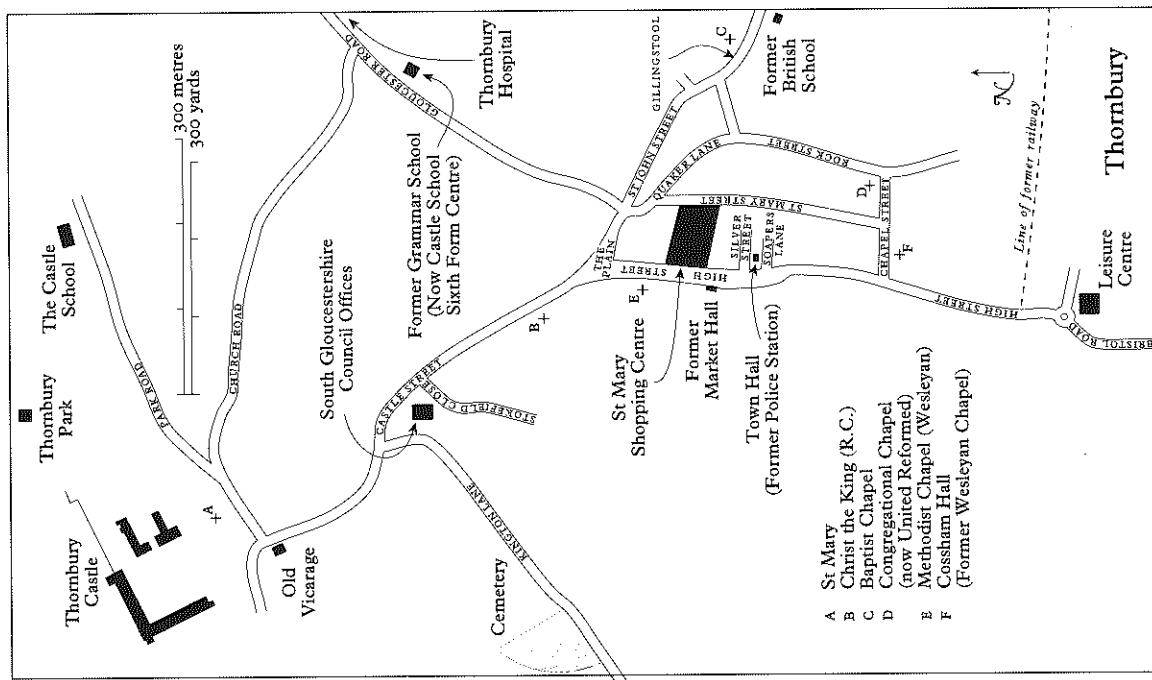 Thornbury
Castle
Thornbury
Park
The Castle
School
PARK ROAD
CHURCH ROAD
300 metres
300 yards
A
Old
Vicarage
South Gloucestershire
Council Offices
CASTLE STREET
STOKEFIELD CLOSE
KINGTON LANE
Cemetery
Former Grammar School
(Now Castle School
Sixth Form Centre)
GLOUCESTER ROAD
Thornbury
Hospital
B
THE
PLAIN
ST JOHN STREET
GILLINGSTOOL
C
QUAKER LANE
Former
British
School
E
HIGH
STREET
St Mary
Shopping Centre
Former
Market Hall
SILVER
STREET
SOAPERS
LANE
ST MARY STREET
ROCK STREET
Town Hall
(Former Police Station)
D
CHAPEL STREET
F
N
HIGH STREET
Line of former railway
BRISTOL ROAD
Leisure
Centre
A St Mary
B Christ the King (R.C.)
C Baptist Chapel
D Congregational Chapel
(now United Reformed)
E Methodist Chapel (Wesleyan)
F Cossham Hall
(Former Wesleyan Chapel)
Thornbury